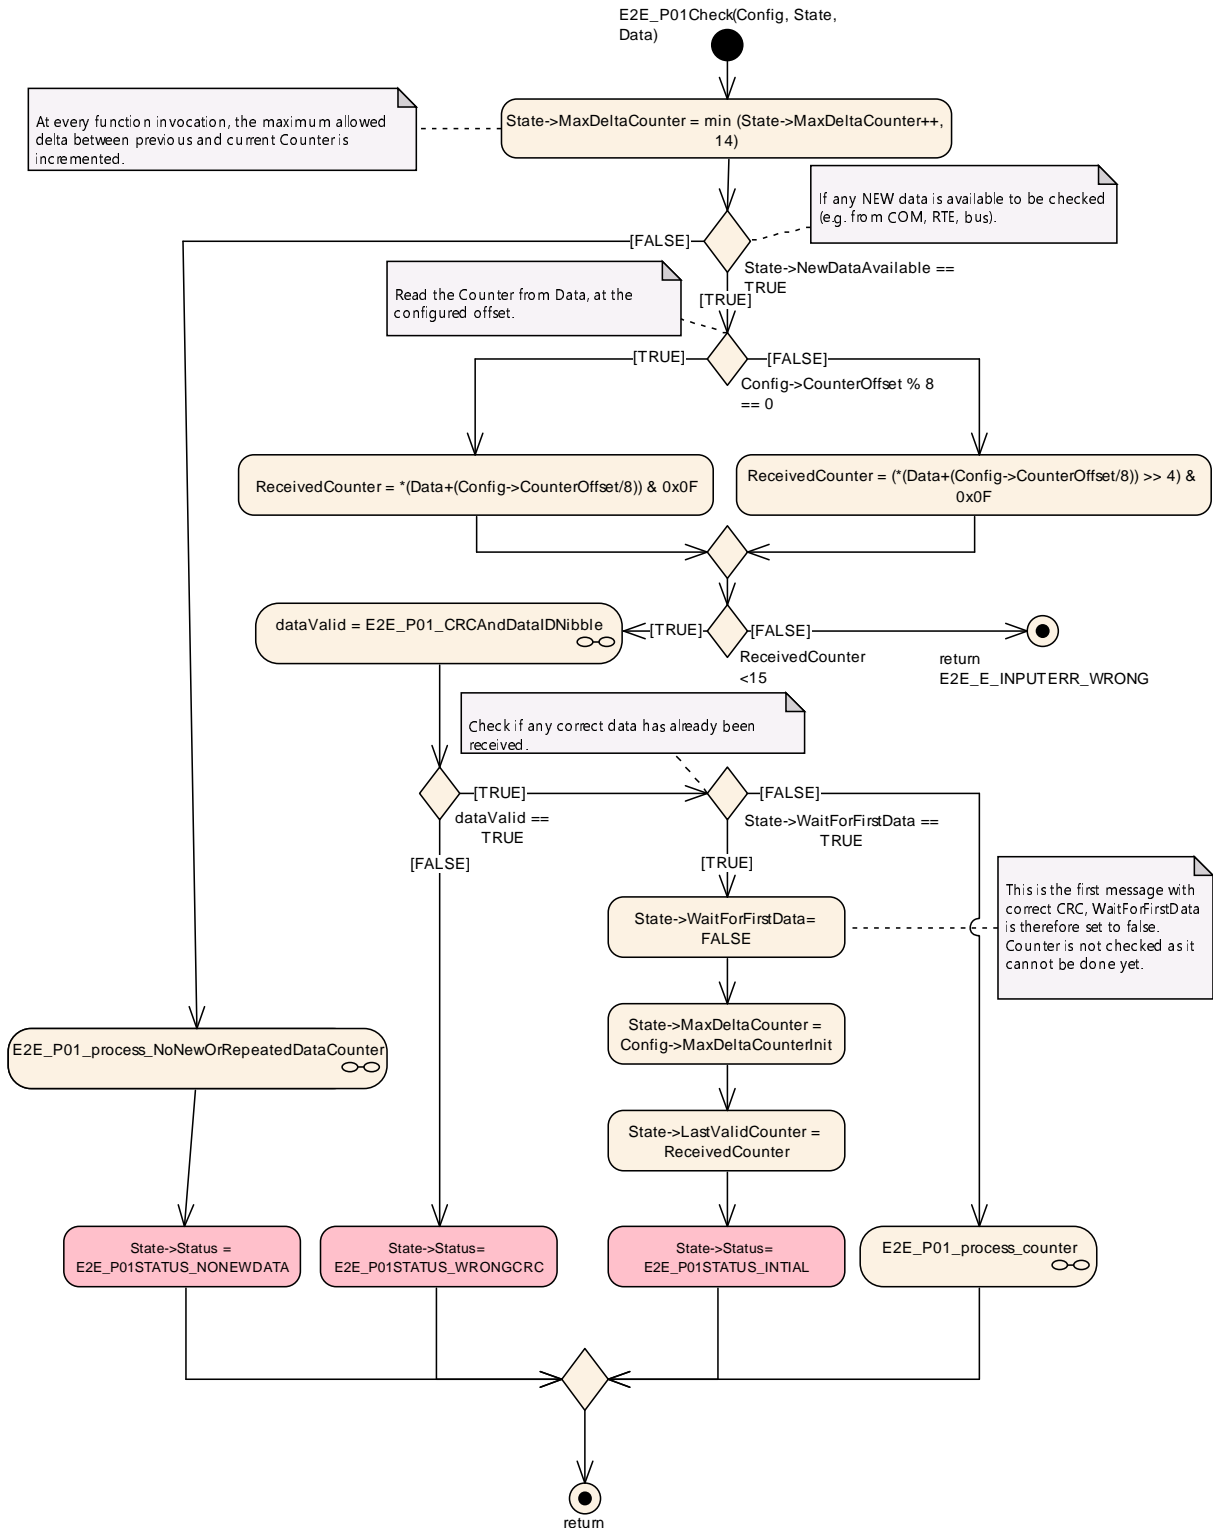 E2E_P01Check(Config, State,
Data)
At every function invocation, the maximum allowed
delta between previous and current Counter is
incremented.
State->MaxDeltaCounter = min (State->MaxDeltaCounter++,
14)
If any NEW data is available to be checked
(e.g. from COM, RTE, bus).
[FALSE]
State->NewDataAvailable ==
TRUE
[TRUE]
Read the Counter from Data, at the
configured offset.
[TRUE]
[FALSE]
Config->CounterOffset % 8
== 0
ReceivedCounter = *(Data+(Config->CounterOffset/8)) & 0x0F
ReceivedCounter = (*(Data+(Config->CounterOffset/8)) >> 4) &
0x0F
dataValid = E2E_P01_CRCAndDataIDNibble
[TRUE]
[FALSE]
ReceivedCounter
<15
return
E2E_E_INPUTERR_WRONG
Check if any correct data has already been
received.
[TRUE]
dataValid ==
TRUE
[FALSE]
[FALSE]
State->WaitForFirstData ==
TRUE
[TRUE]
This is the first message with
correct CRC, WaitForFirstData
is therefore set to false.
Counter is not checked as it
cannot be done yet.
State->WaitForFirstData=
FALSE
State->MaxDeltaCounter =
Config->MaxDeltaCounterInit
E2E_P01_process_NoNewOrRepeatedDataCounter
State->LastValidCounter =
ReceivedCounter
State->Status =
E2E_P01STATUS_NONEWDATA
State->Status=
E2E_P01STATUS_WRONGCRC
State->Status=
E2E_P01STATUS_INTIAL
E2E_P01_process_counter
return